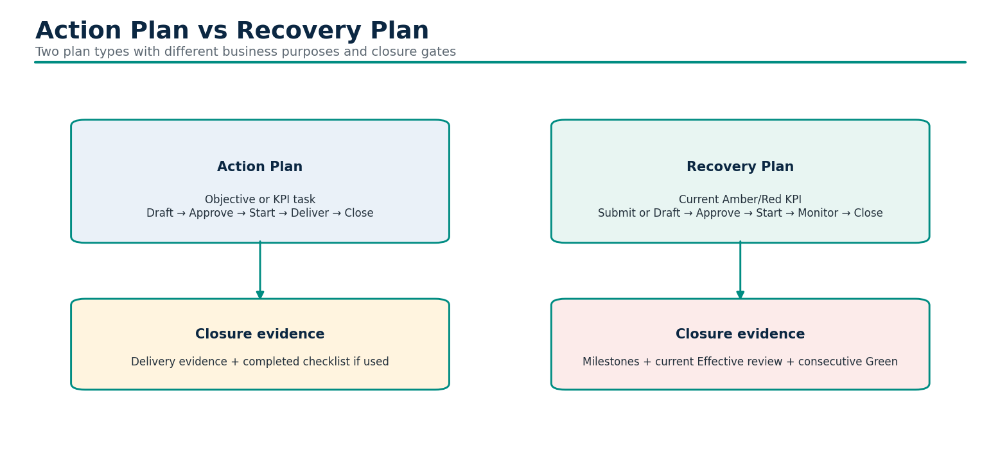 Action Plan vs Recovery Plan
Two plan types with different business purposes and closure gates
Action Plan
Objective or KPI task
Draft → Approve → Start → Deliver → Close
Recovery Plan
Current Amber/Red KPI
Submit or Draft → Approve → Start → Monitor → Close
Closure evidence
Delivery evidence + completed checklist if used
Closure evidence
Milestones + current Effective review + consecutive Green